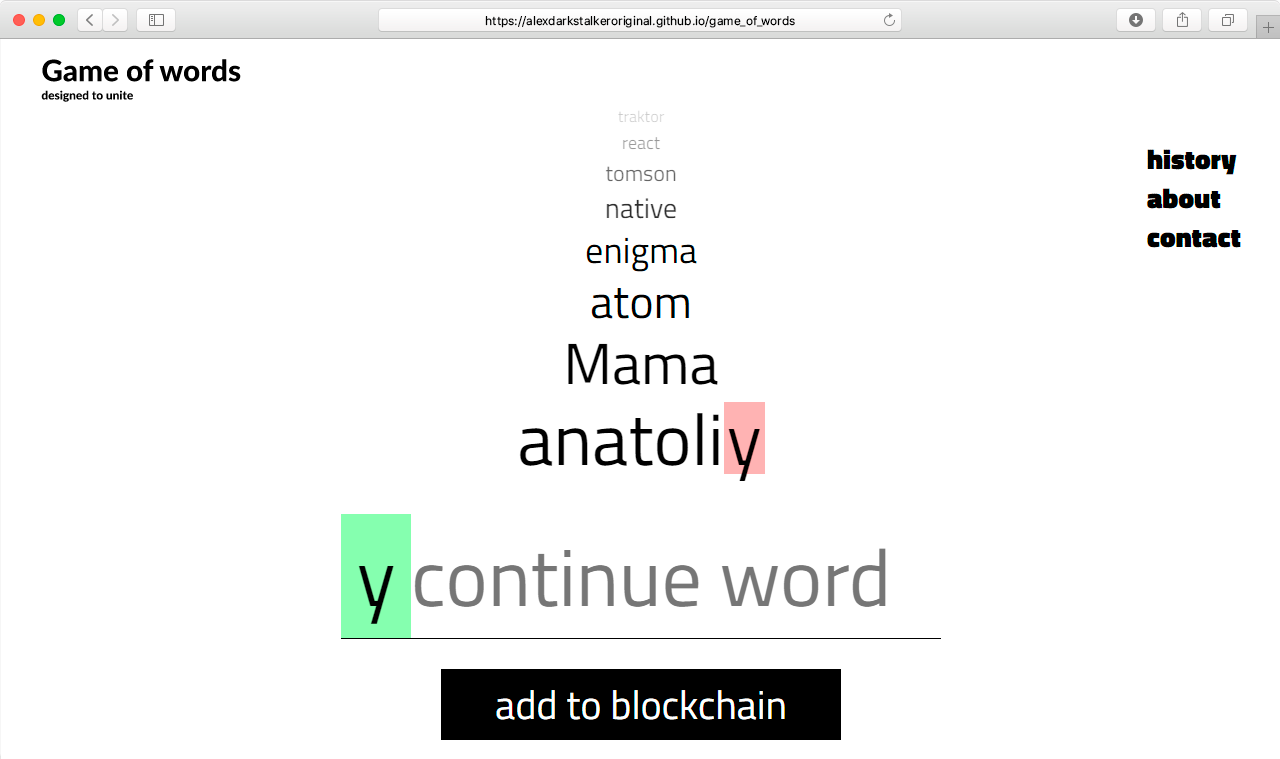 https://alexdarkstalkeroriginal.github.io/game_of_words
Game of words
designed to unite
traktor
react
tomson
native
enigma
atom
Mama
anatoliy
history
about
contact
y continue word
add to blockchain